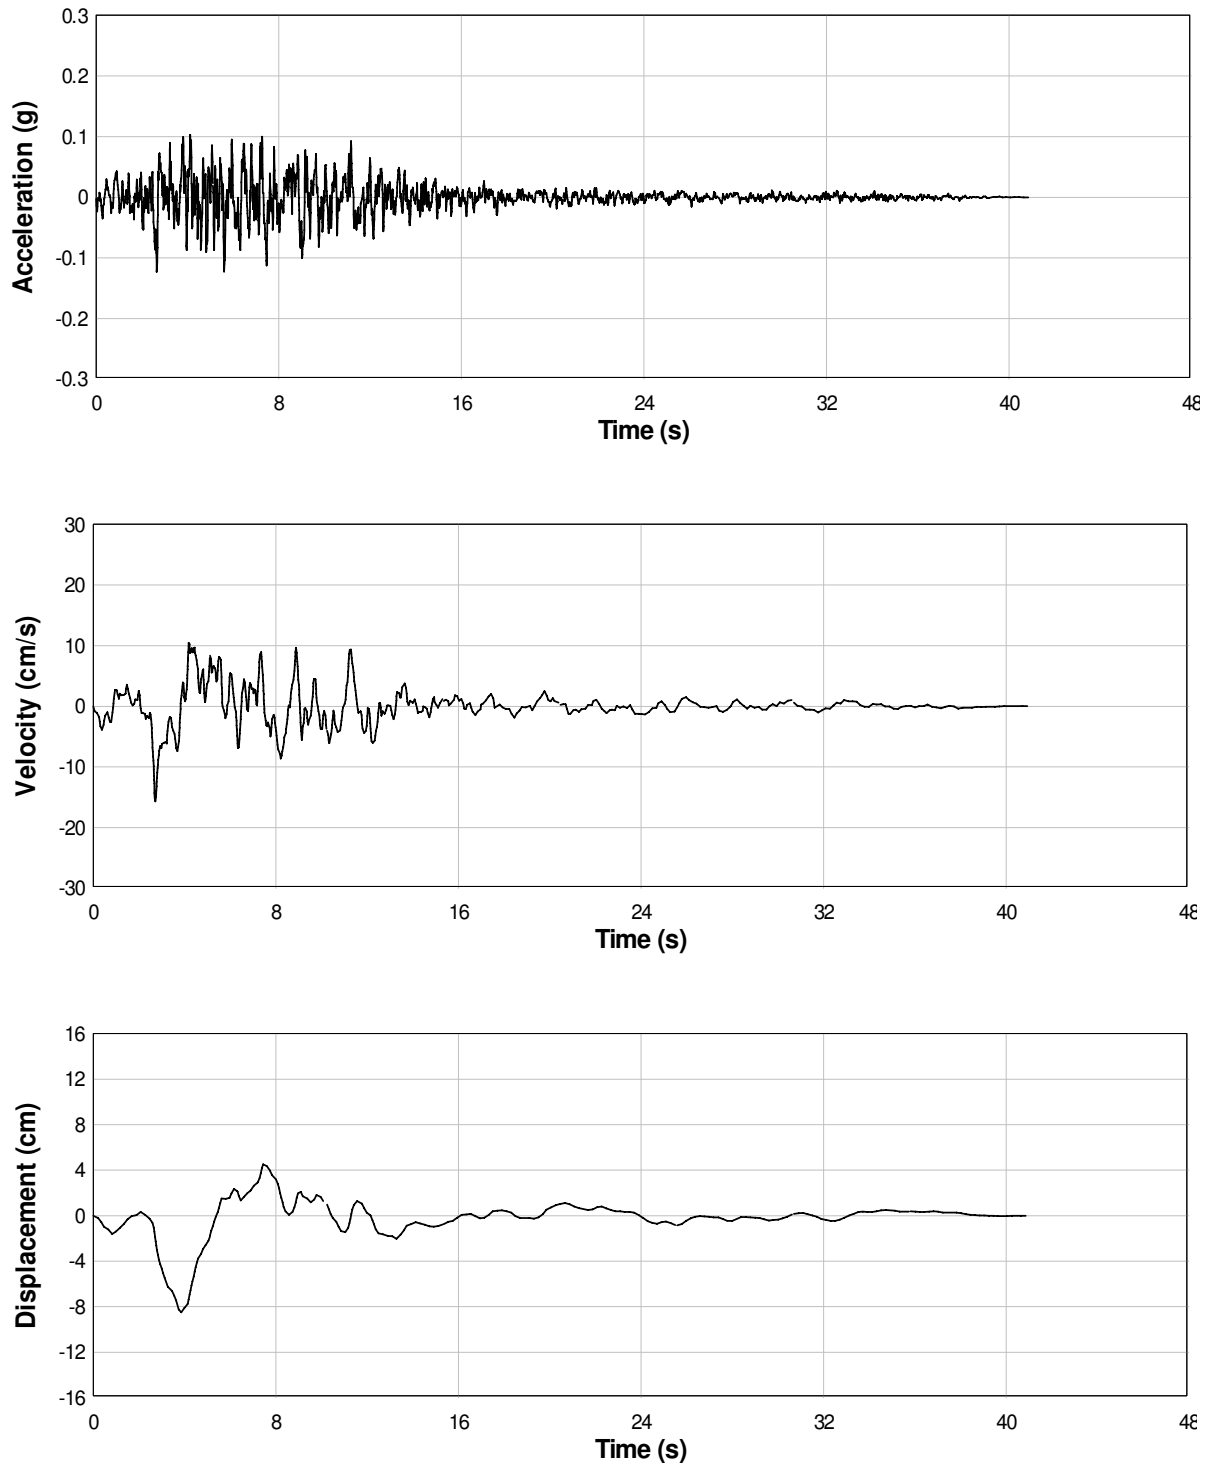 Acceleration (g)
0.3
0.2
0.1
0
-0.1
-0.2
-0.3
0 8 16 24 32 40 48
Time (s)
Velocity (cm/s)
30
20
10
0
-10
-20
-30
0 8 16 24 32 40 48
Time (s)
Displacement (cm)
16
12
8
4
0
-4
-8
-12
-16
0 8 16 24 32 40 48
Time (s)